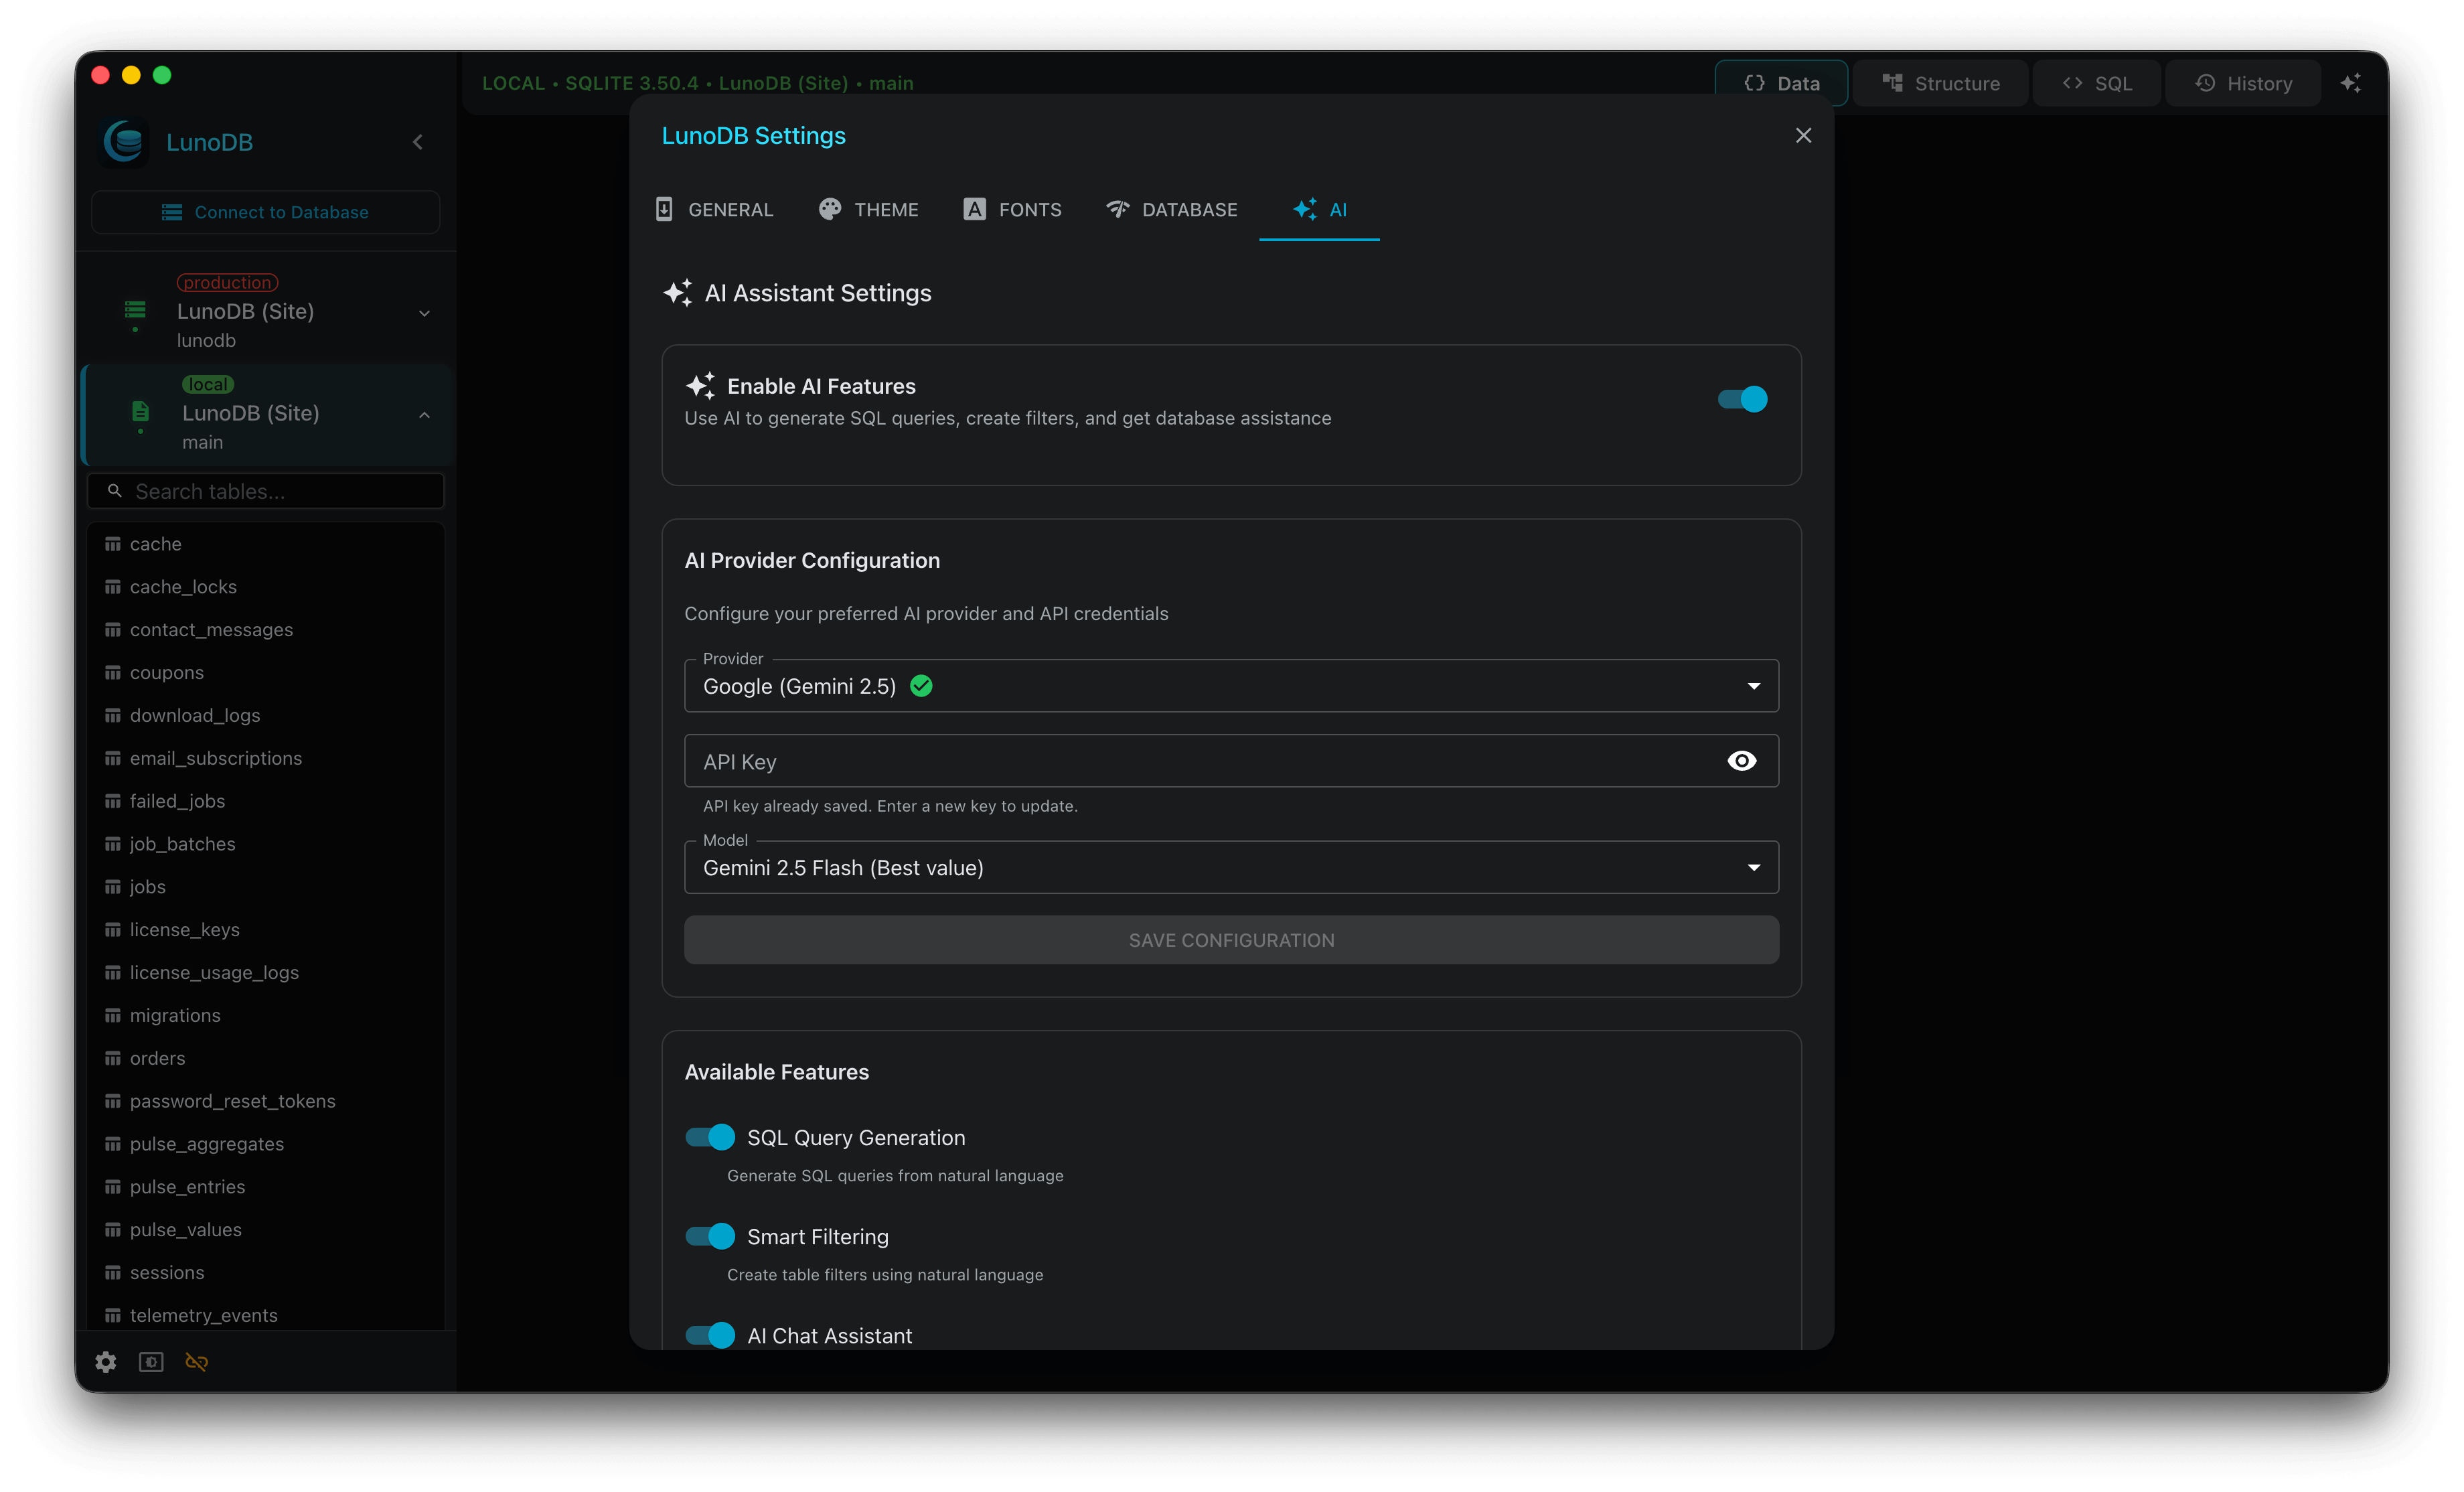 LunoDB
Connect to Database
production
LunoDB (Site)
lunodb
local
LunoDB (Site)
main
Search tables...
cache
cache_locks
contact_messages
coupons
download_logs
email_subscriptions
failed_jobs
job_batches
jobs
license_keys
license_usage_logs
migrations
orders
password_reset_tokens
pulse_aggregates
pulse_entries
pulse_values
sessions
telemetry_events
LOCAL • SQLITE 3.50.4 • LunoDB (Site) • main
Data
Structure
SQL
History
LunoDB Settings
GENERAL
THEME
FONTS
DATABASE
AI
AI Assistant Settings
Enable AI Features
Use AI to generate SQL queries, create filters, and get database assistance
AI Provider Configuration
Configure your preferred AI provider and API credentials
Provider
Google (Gemini 2.5)
API Key
API key already saved. Enter a new key to update.
Model
Gemini 2.5 Flash (Best value)
SAVE CONFIGURATION
Available Features
SQL Query Generation
Generate SQL queries from natural language
Smart Filtering
Create table filters using natural language
AI Chat Assistant